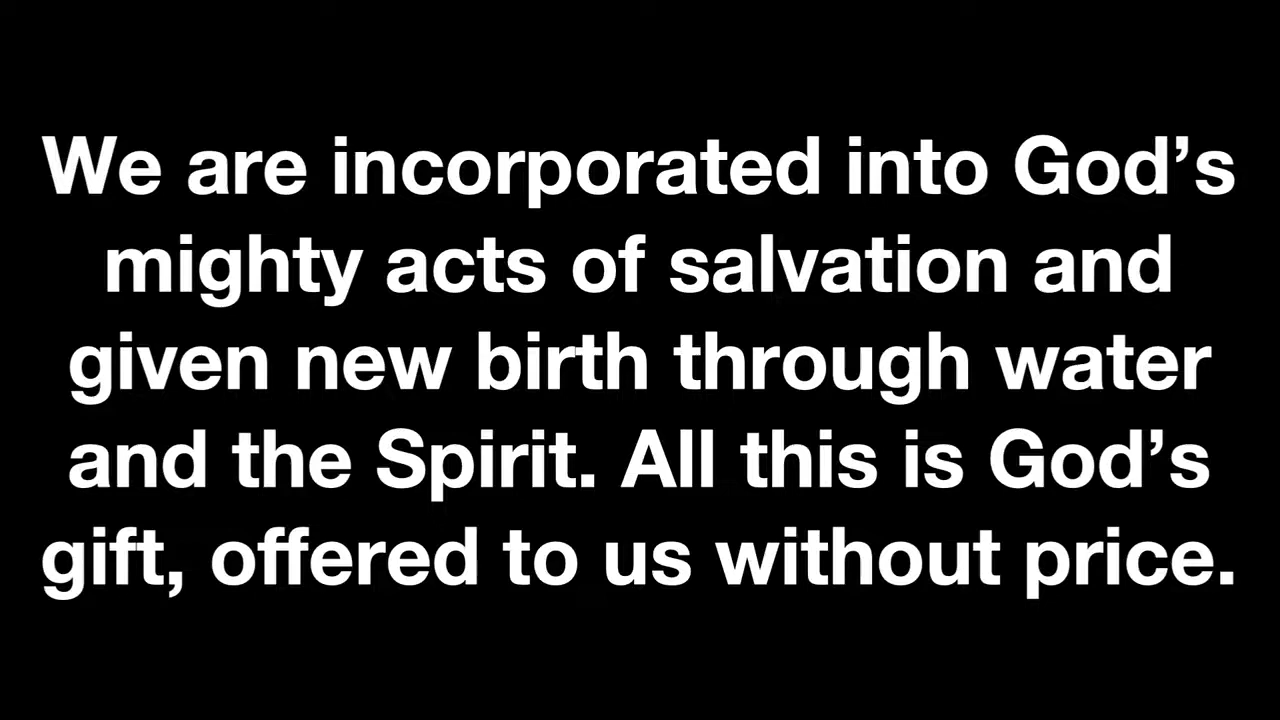 We are incorporated into God’s
mighty acts of salvation and
given new birth through water
and the Spirit. All this is God’s
gift, offered to us without price.